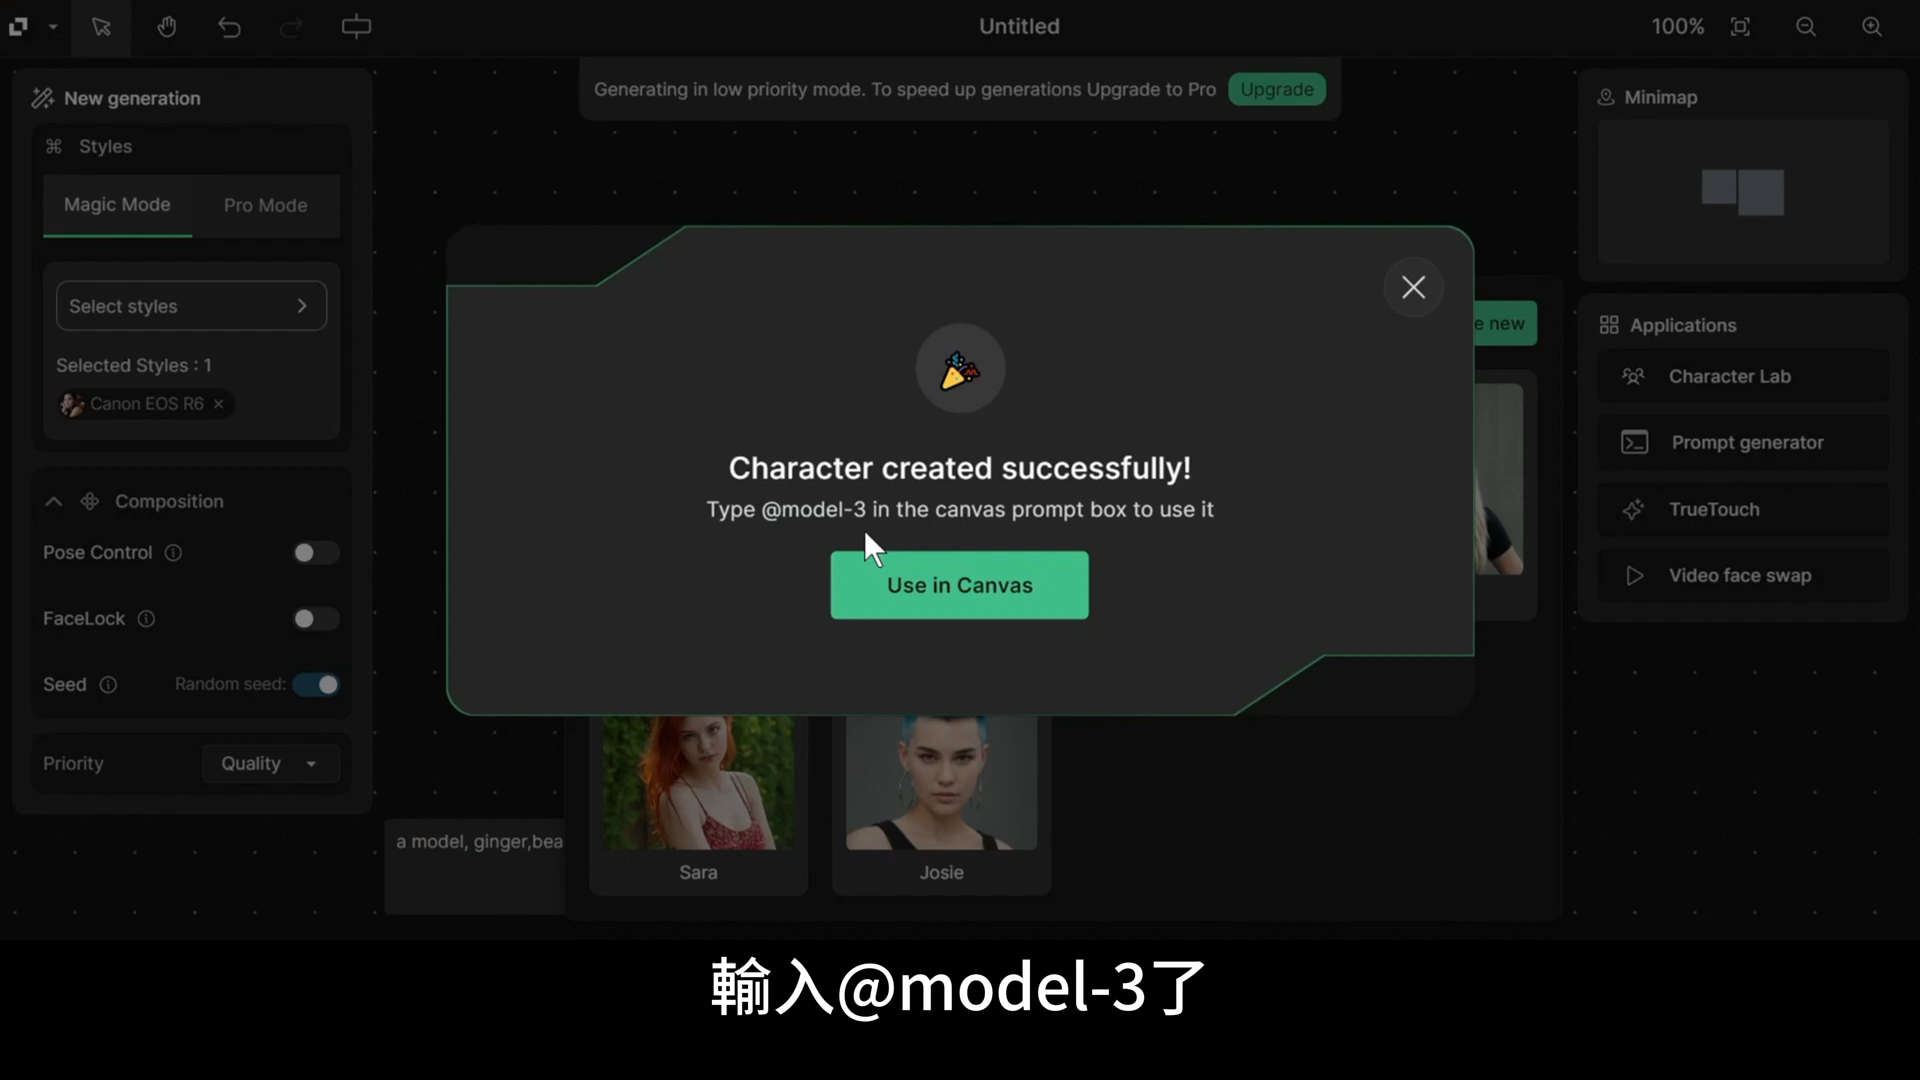 Untitled
100%
New generation
Styles
Magic Mode
Pro Mode
Select styles
Selected Styles : 1
Canon EOS R6
Composition
Pose Control
FaceLock
Seed
Random seed:
Priority
Quality
Generating in low priority mode. To speed up generations Upgrade to Pro
Upgrade
Character created successfully!
Type @model-3 in the canvas prompt box to use it
Use in Canvas
new
a model, ginger,bea
Sara
Josie
Minimap
Applications
Character Lab
Prompt generator
TrueTouch
Video face swap
輸入@model-3了